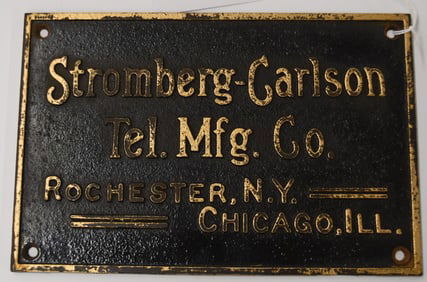 Stromberg-Carlson
Tel. Mfg. Co.
ROCHESTER, N.Y.
CHICAGO, ILL.